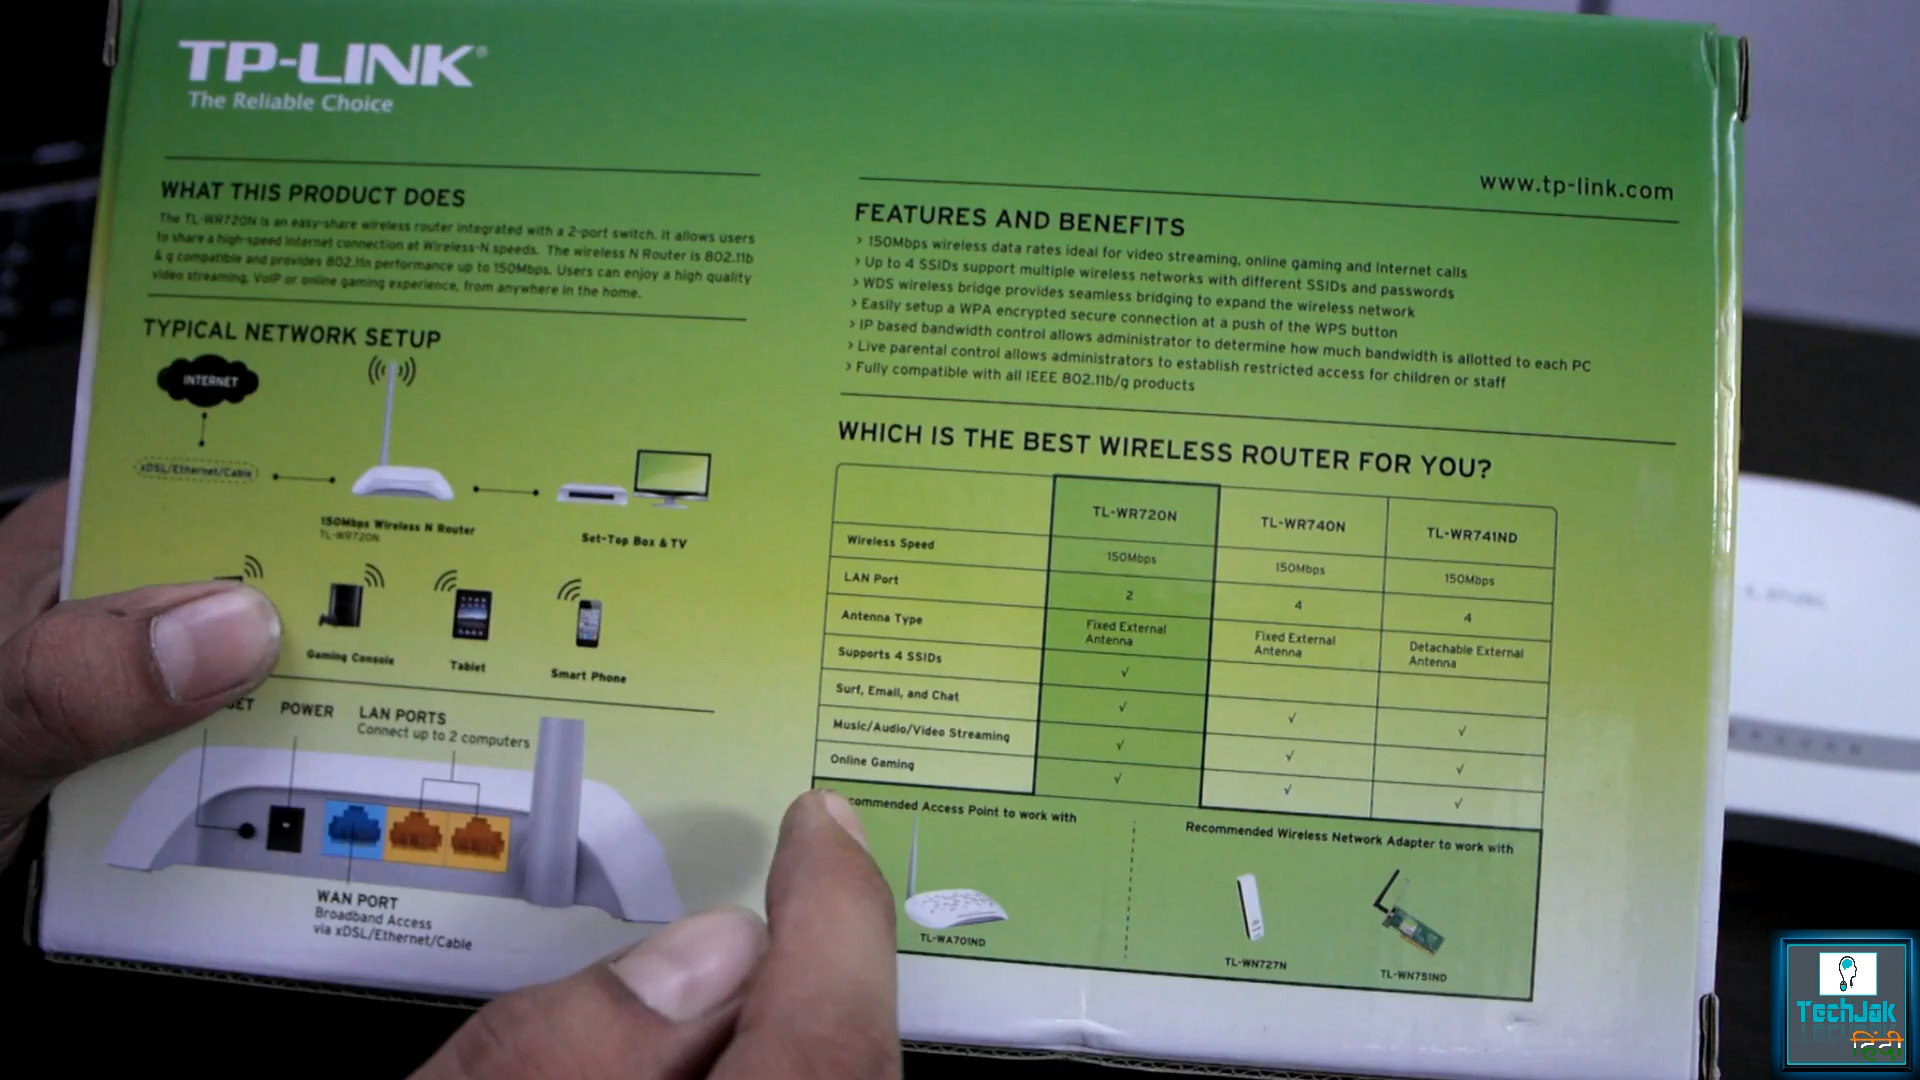 TP-LINK®
The Reliable Choice
www.tp-link.com
WHAT THIS PRODUCT DOES
The TL-WR720N is an easy-share wireless router integrated with a 2-port switch. It allows users
to share a high-speed Internet connection at Wireless-N speeds. The wireless N Router is 802.11b
& g compatible and provides 802.11n performance up to 150Mbps. Users can enjoy a high quality
video streaming, VoIP or online gaming experience, from anywhere in the home.
TYPICAL NETWORK SETUP
INTERNET
xDSL/Ethernet/Cable
150Mbps Wireless N Router
TL-WR720N
Set-Top Box & TV
Gaming Console
Tablet
Smart Phone
POWER
LAN PORTS
Connect up to 2 computers
WAN PORT
Broadband Access
via xDSL/Ethernet/Cable
FEATURES AND BENEFITS
> 150Mbps wireless data rates ideal for video streaming, online gaming and Internet calls
> Up to 4 SSIDs support multiple wireless networks with different SSIDs and passwords
> WDS wireless bridge provides seamless bridging to expand the wireless network
> Easily setup a WPA encrypted secure connection at a push of the WPS button
> IP based bandwidth control allows administrator to determine how much bandwidth is allotted to each PC
> Live parental control allows administrators to establish restricted access for children or staff
> Fully compatible with all IEEE 802.11b/g products
WHICH IS THE BEST WIRELESS ROUTER FOR YOU?
TL-WR720N TL-WR740N TL-WR741ND
Wireless Speed 150Mbps 150Mbps 150Mbps
LAN Port 2 4 4
Antenna Type Fixed External Antenna Fixed External Antenna Detachable External Antenna
Supports 4 SSIDs √
Surf, Email, and Chat √ √ √
Music/Audio/Video Streaming √ √ √
Online Gaming √ √ √
Access Point to work with
TL-WA701ND
Recommended Wireless Network Adapter to work with
TL-WN727N
TL-WN751ND
TechJak
हिंदी